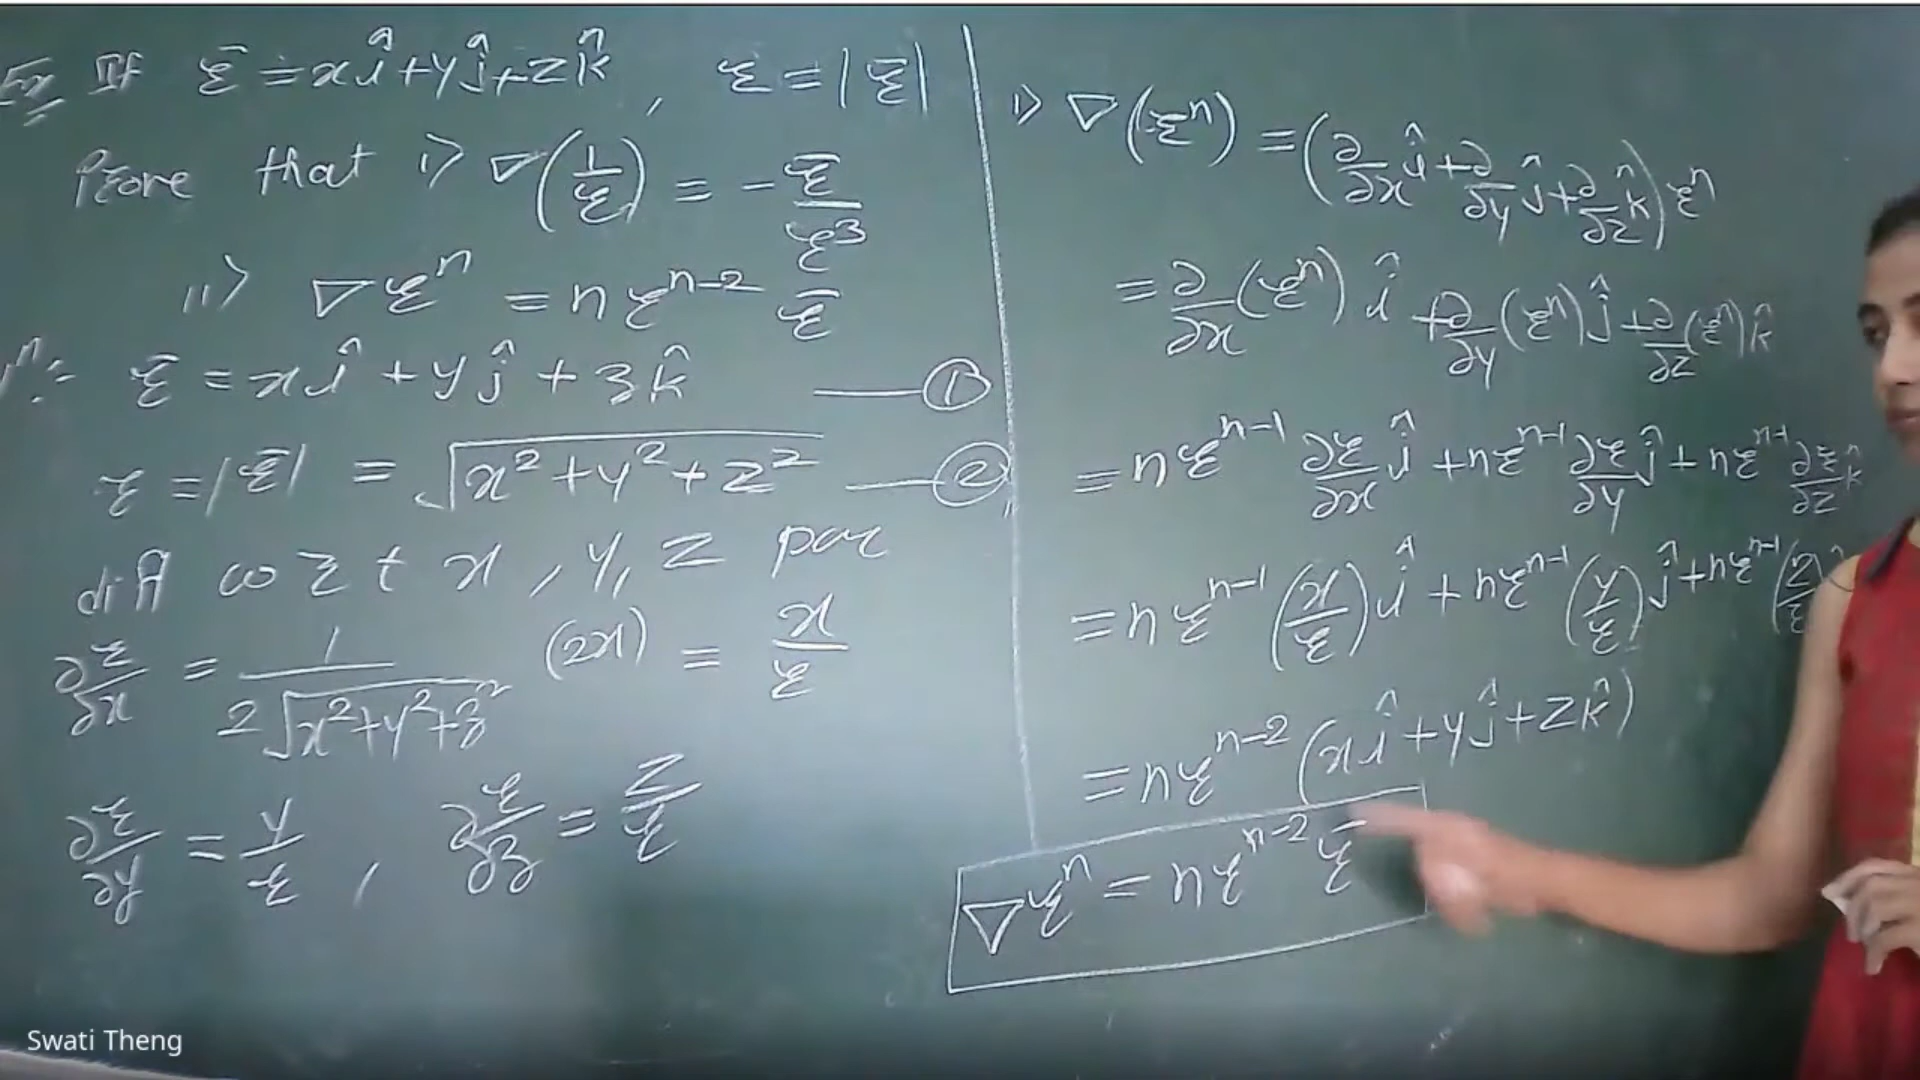 Ex If r̄ = xî + yĵ + zk̂, r = |r̄|
Prove that i) ∇(1/r) = -r̄/r³
ii) ∇rⁿ = n rⁿ⁻² r̄
r̄ = xî + yĵ + zk̂ —— ①
r = |r̄| = √(x² + y² + z²) —— ②
diff w r t x, y, z par
∂r/∂x = 1/(2√(x² + y² + z²)) (2x) = x/r
∂r/∂y = y/r, ∂r/∂z = z/r
i) ∇(rⁿ) = (∂/∂x î + ∂/∂y ĵ + ∂/∂z k̂) rⁿ
= ∂/∂x (rⁿ) î + ∂/∂y (rⁿ) ĵ + ∂/∂z (rⁿ) k̂
= n rⁿ⁻¹ ∂r/∂x î + n rⁿ⁻¹ ∂r/∂y ĵ + n rⁿ⁻¹ ∂r/∂z k̂
= n rⁿ⁻¹ (x/r) î + n rⁿ⁻¹ (y/r) ĵ + n rⁿ⁻¹ (z/r)
= n rⁿ⁻² (xî + yĵ + zk̂)
∇rⁿ = n rⁿ⁻² r̄
Swati Theng